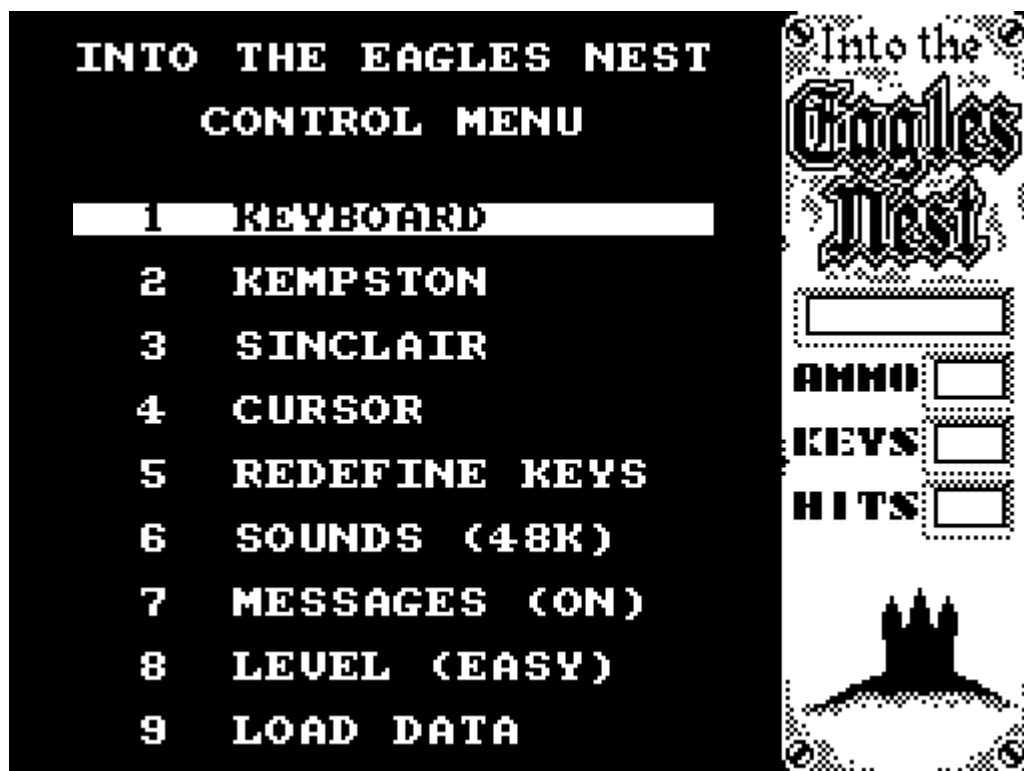 INTO THE EAGLES NEST
CONTROL MENU
1 KEYBOARD
2 KEMPSTON
3 SINCLAIR
4 CURSOR
5 REDEFINE KEYS
6 SOUNDS (48K)
7 MESSAGES (ON)
8 LEVEL (EASY)
9 LOAD DATA
Into the
Eagles
Nest
AMMO
KEYS
HITS